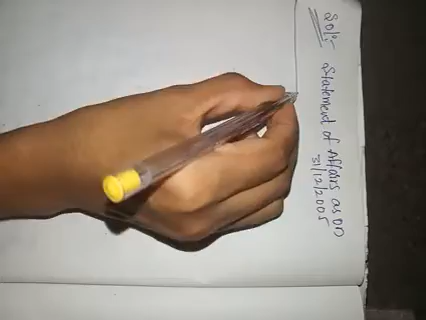 Sol:
Statement of Affairs as on
31/12/2005